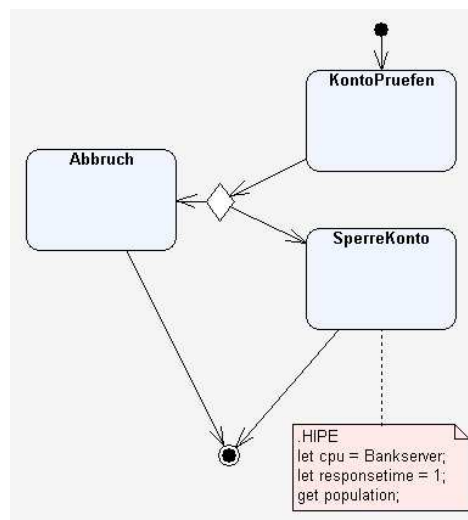 KontoPruefen
Abbruch
SperreKonto
.HIPE
let cpu = Bankserver;
let responsetime = 1;
get population;